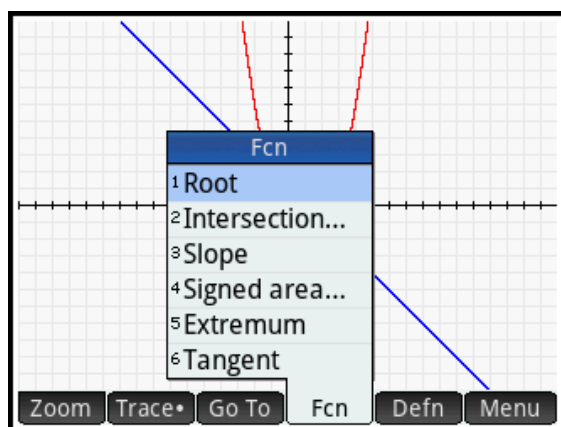 Fcn
1 Root
2 Intersection...
3 Slope
4 Signed area...
5 Extremum
6 Tangent
Zoom Trace• Go To Fcn Defn Menu